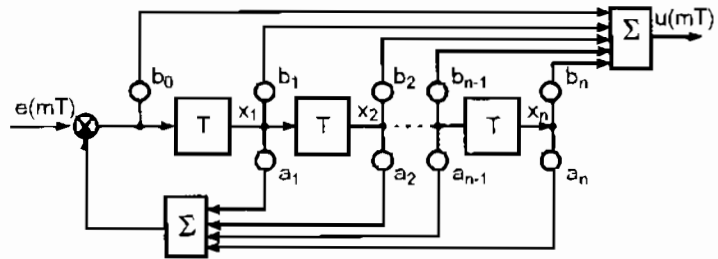 u(mT)
Σ
b₀ b₁ b₂ bₙ₋₁ bₙ
e(mT) T x₁ T x₂ T xₙ
a₁ a₂ aₙ₋₁ aₙ
Σ